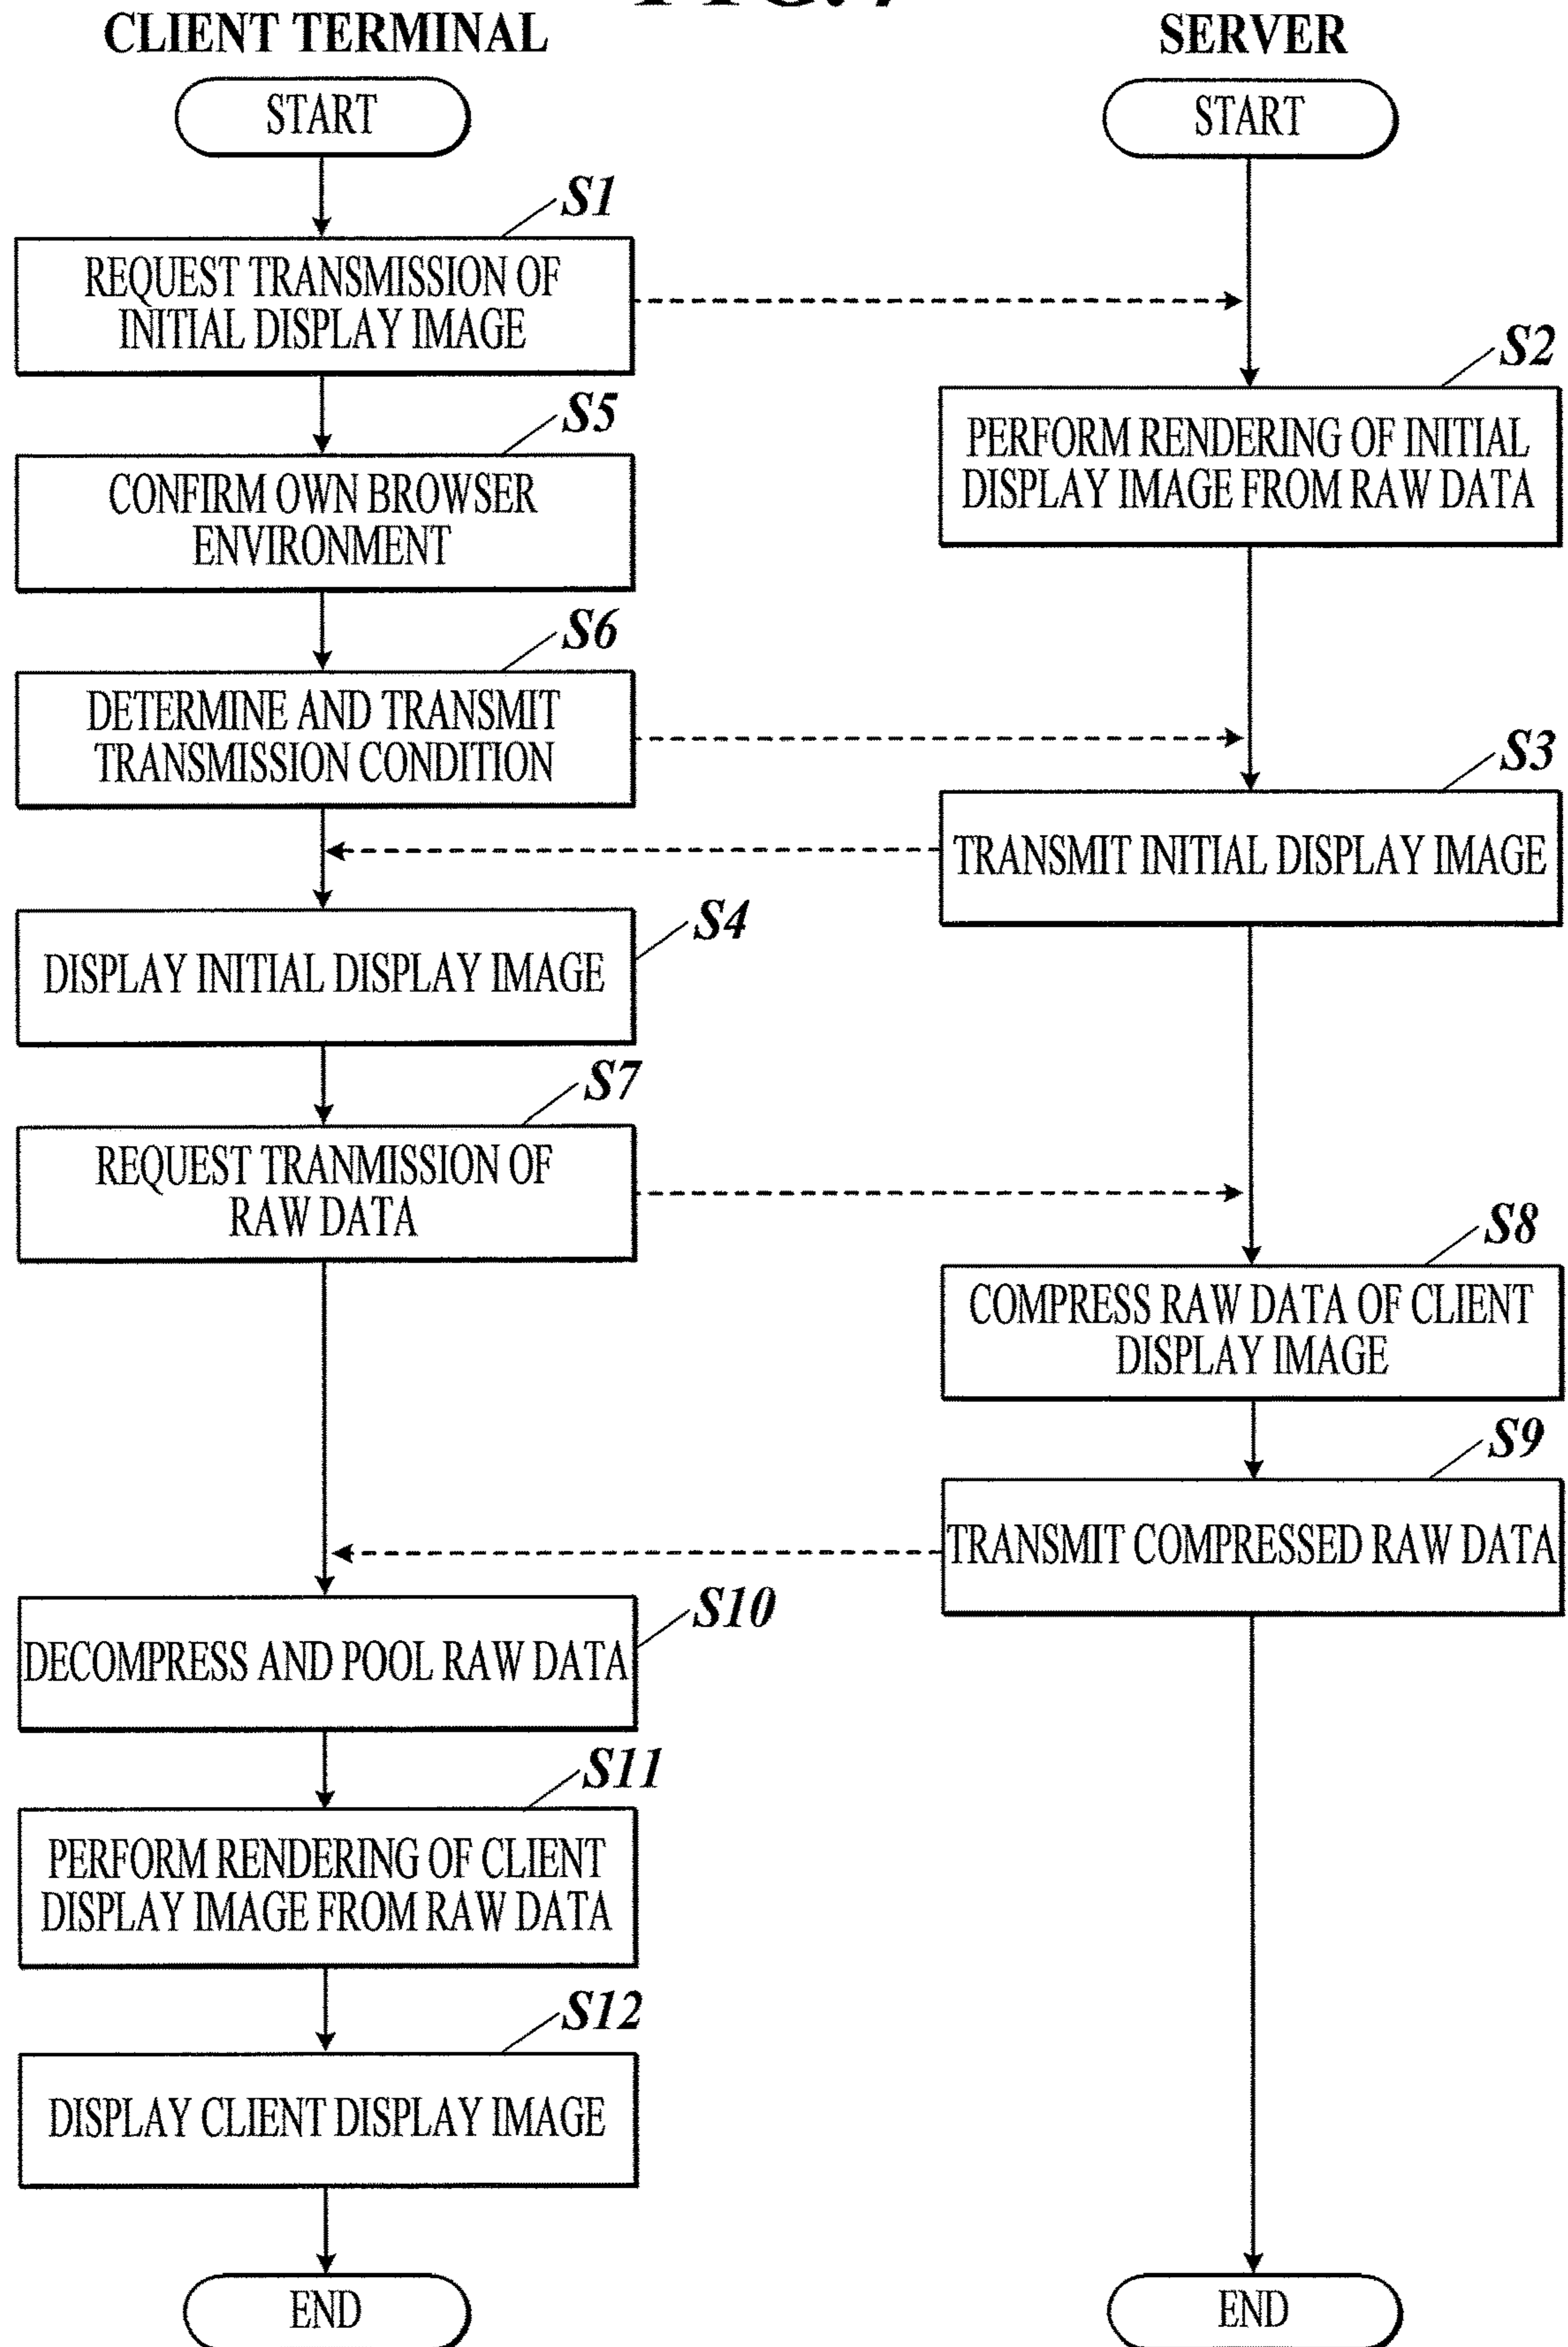 CLIENT TERMINAL
START
S1
REQUEST TRANSMISSION OF
INITIAL DISPLAY IMAGE
S5
CONFIRM OWN BROWSER
ENVIRONMENT
S6
DETERMINE AND TRANSMIT
TRANSMISSION CONDITION
S4
DISPLAY INITIAL DISPLAY IMAGE
S7
REQUEST TRANMISSION OF
RAW DATA
S10
DECOMPRESS AND POOL RAW DATA
S11
PERFORM RENDERING OF CLIENT
DISPLAY IMAGE FROM RAW DATA
S12
DISPLAY CLIENT DISPLAY IMAGE
END
SERVER
START
S2
PERFORM RENDERING OF INITIAL
DISPLAY IMAGE FROM RAW DATA
S3
TRANSMIT INITIAL DISPLAY IMAGE
S8
COMPRESS RAW DATA OF CLIENT
DISPLAY IMAGE
S9
TRANSMIT COMPRESSED RAW DATA
END